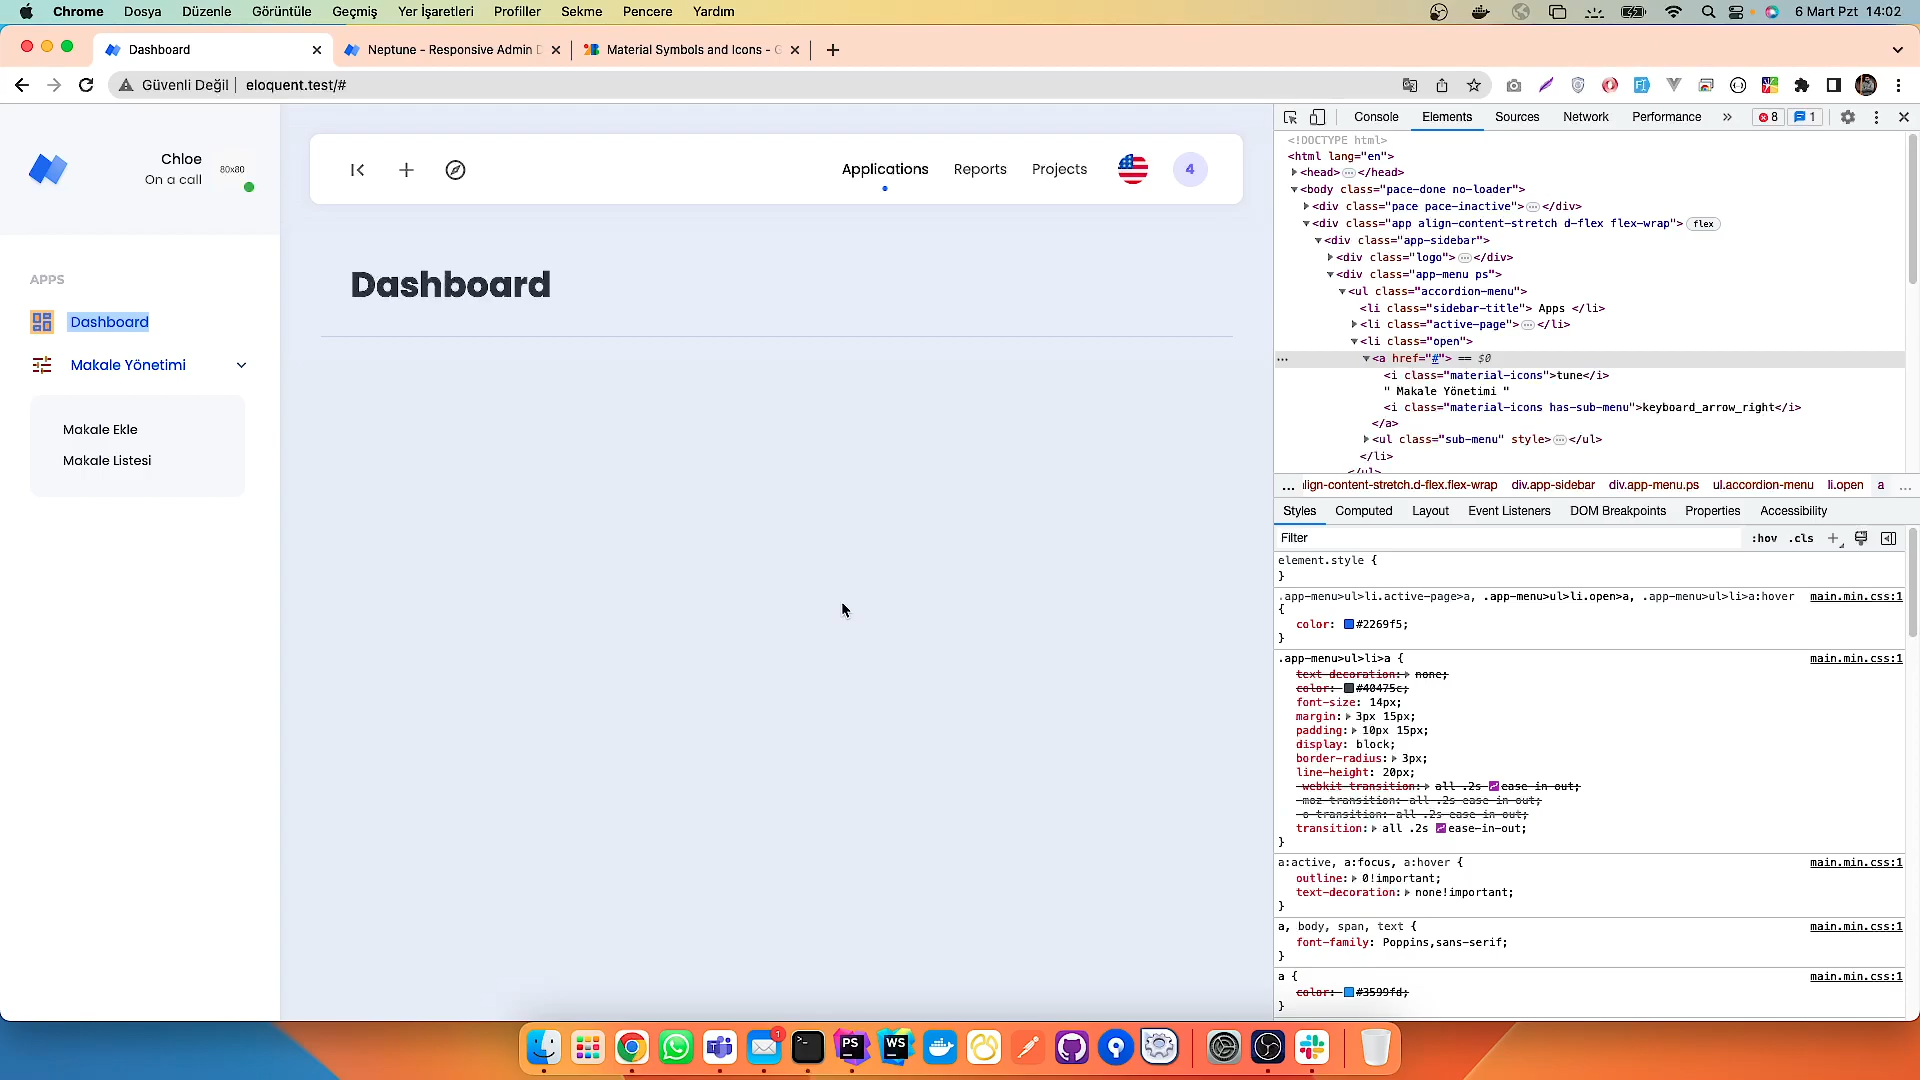 Chrome Dosya Düzenle Görüntüle Geçmiş Yer İşaretleri Profiller Sekme Pencere Yardım 6 Mart Pzt 14:02
Dashboard Neptune - Responsive Admin D Material Symbols and Icons - G
Güvenli Değil eloquent.test/#
Chloe
On a call
80x80
APPS
Dashboard
Makale Yönetimi
Makale Ekle
Makale Listesi
Applications Reports Projects 4
Dashboard
Console Elements Sources Network Performance » 8 1
<!DOCTYPE html>
<html lang="en">
<head>…</head>
<body class="pace-done no-loader">
<div class="pace pace-inactive">…</div>
<div class="app align-content-stretch d-flex flex-wrap"> flex
<div class="app-sidebar">
<div class="logo">…</div>
<div class="app-menu ps">
<ul class="accordion-menu">
<li class="sidebar-title"> Apps </li>
<li class="active-page">…</li>
<li class="open">
… <a href="#"> == $0
<i class="material-icons">tune</i>
" Makale Yönetimi "
<i class="material-icons has-sub-menu">keyboard_arrow_right</i>
</a>
<ul class="sub-menu" style>…</ul>
</li>
</ul>
… lign-content-stretch.d-flex.flex-wrap div.app-sidebar div.app-menu.ps ul.accordion-menu li.open a …
Styles Computed Layout Event Listeners DOM Breakpoints Properties Accessibility
Filter :hov .cls
element.style {
}
.app-menu>ul>li.active-page>a, .app-menu>ul>li.open>a, .app-menu>ul>li>a:hover main.min.css:1
{
color: #2269f5;
}
.app-menu>ul>li>a { main.min.css:1
text-decoration: none;
color: #40475c;
font-size: 14px;
margin: 3px 15px;
padding: 10px 15px;
display: block;
border-radius: 3px;
line-height: 20px;
-webkit-transition: all .2s ease-in-out;
-moz-transition: all .2s ease-in-out;
-o-transition: all .2s ease-in-out;
transition: all .2s ease-in-out;
}
a:active, a:focus, a:hover { main.min.css:1
outline: 0!important;
text-decoration: none!important;
}
a, body, span, text { main.min.css:1
font-family: Poppins,sans-serif;
}
a { main.min.css:1
color: #3599fd;
}
1
PS
WS